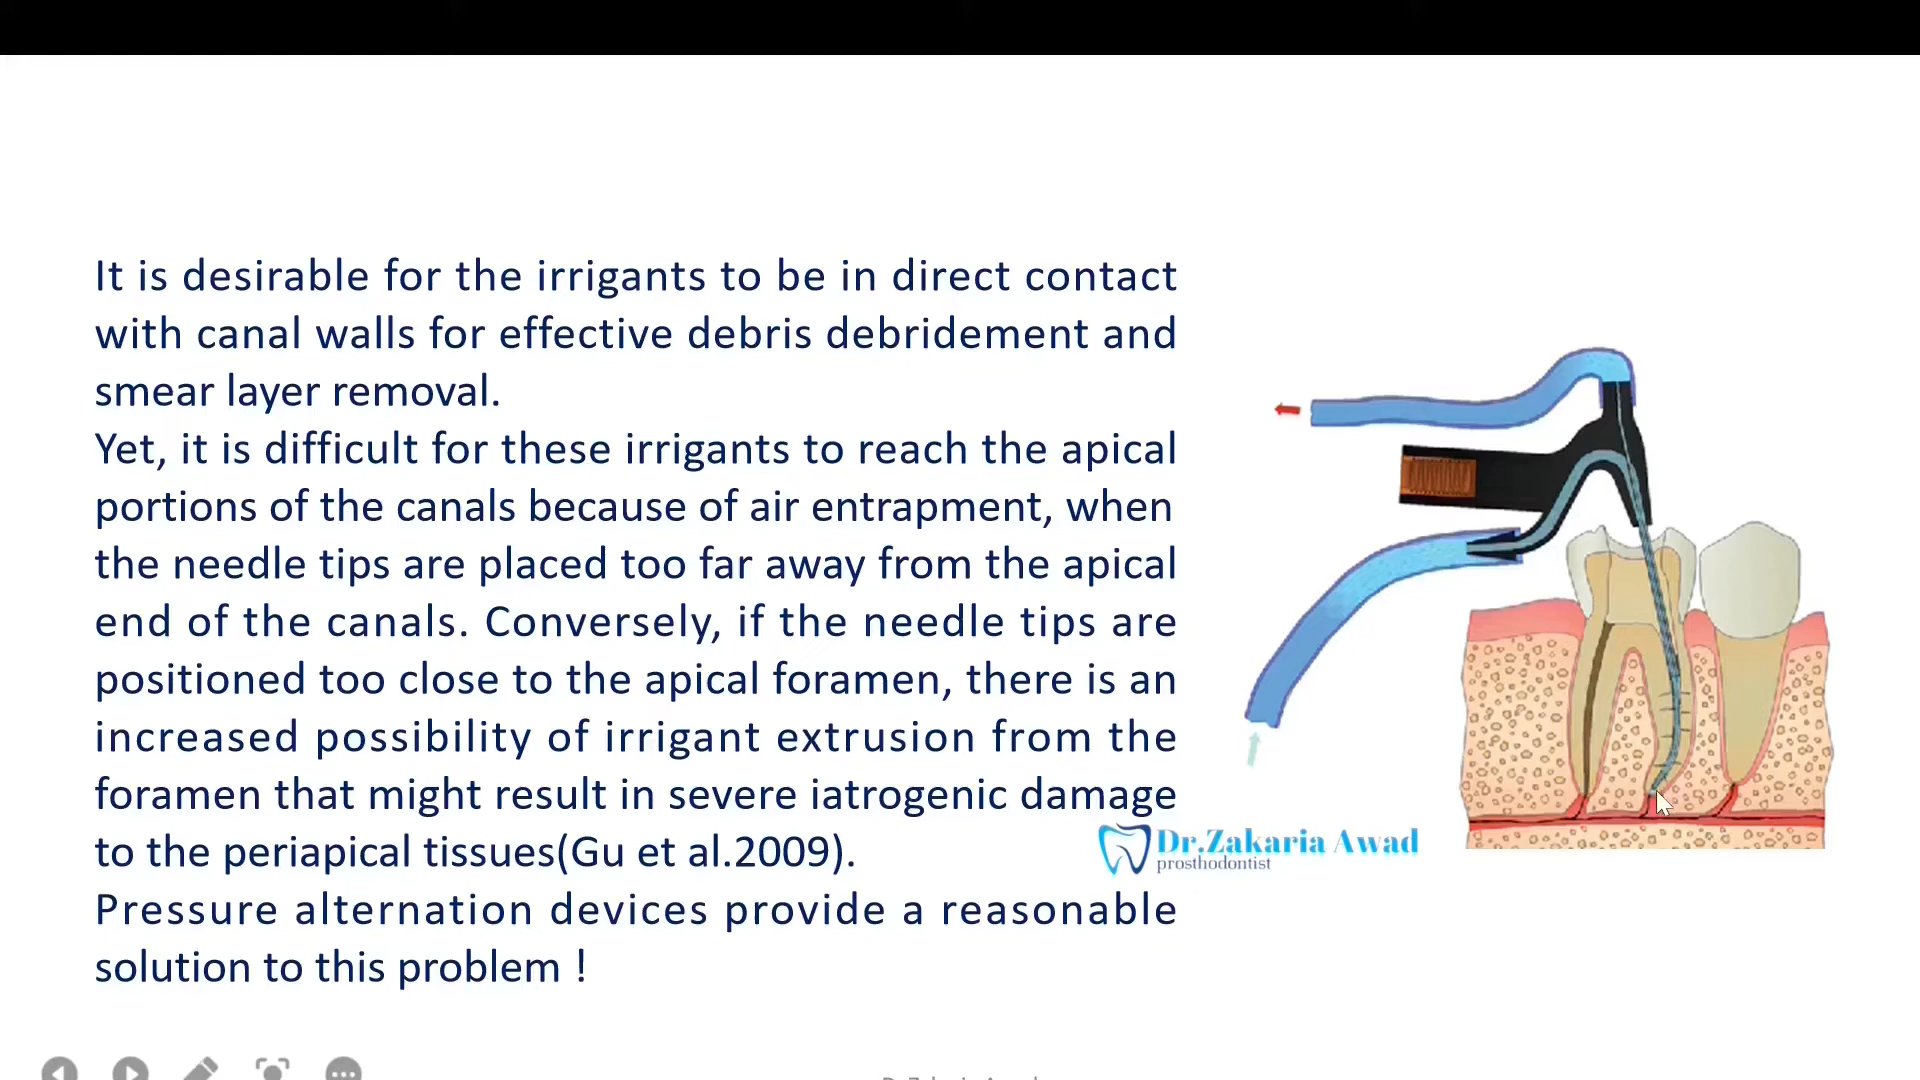 It is desirable for the irrigants to be in direct contact
with canal walls for effective debris debridement and
smear layer removal.
Yet, it is difficult for these irrigants to reach the apical
portions of the canals because of air entrapment, when
the needle tips are placed too far away from the apical
end of the canals. Conversely, if the needle tips are
positioned too close to the apical foramen, there is an
increased possibility of irrigant extrusion from the
foramen that might result in severe iatrogenic damage
to the periapical tissues(Gu et al.2009).
Pressure alternation devices provide a reasonable
solution to this problem !
Dr.Zakaria Awad
prosthodontist